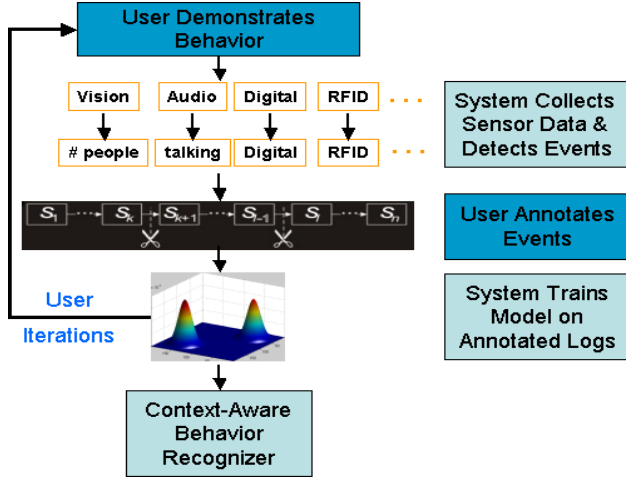 User Demonstrates
Behavior
Vision Audio Digital RFID ...
System Collects
Sensor Data &
Detects Events
# people talking Digital RFID ...
S1 Sk Sk+1 Si-1 Si Sn
User Annotates
Events
User
Iterations
System Trains
Model on
Annotated Logs
Context-Aware
Behavior
Recognizer